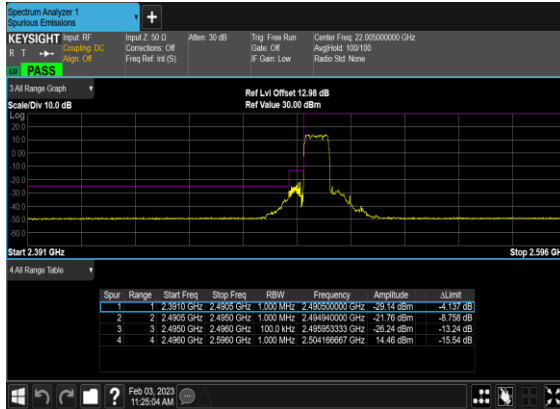 Spectrum Analyzer 1
Spurious Emissions
KEYSIGHT Input: RF Input Z: 50 Ω Atten: 30 dB Trig: Free Run Center Freq: 22.005000000 GHz
R T Coupling: DC Corrections: Off Gate: Off Avg|Hold: 100/100
Align: Off Freq Ref: Int (S) IF Gain: Low Radio Std: None
PASS
3 All Range Graph
Ref Lvl Offset 12.98 dB
Scale/Div 10.0 dB Ref Value 30.00 dBm
Log
20.0
10.0
0.00
-10.0
-20.0
-30.0
-40.0
-50.0
-60.0
Start 2.391 GHz Stop 2.596 GH
4 All Range Table
Spur Range Start Freq Stop Freq RBW Frequency Amplitude ΔLimit
1 1 2.3910 GHz 2.4905 GHz 1.000 MHz 2.490500000 GHz -29.14 dBm -4.137 dB
2 2 2.4905 GHz 2.4950 GHz 1.000 MHz 2.494940000 GHz -21.76 dBm -8.758 dB
3 3 2.4950 GHz 2.4960 GHz 100.0 kHz 2.495953333 GHz -26.24 dBm -13.24 dB
4 4 2.4960 GHz 2.5960 GHz 1.000 MHz 2.504166667 GHz 14.46 dBm -15.54 dB
Feb 03, 2023
11:25:04 AM